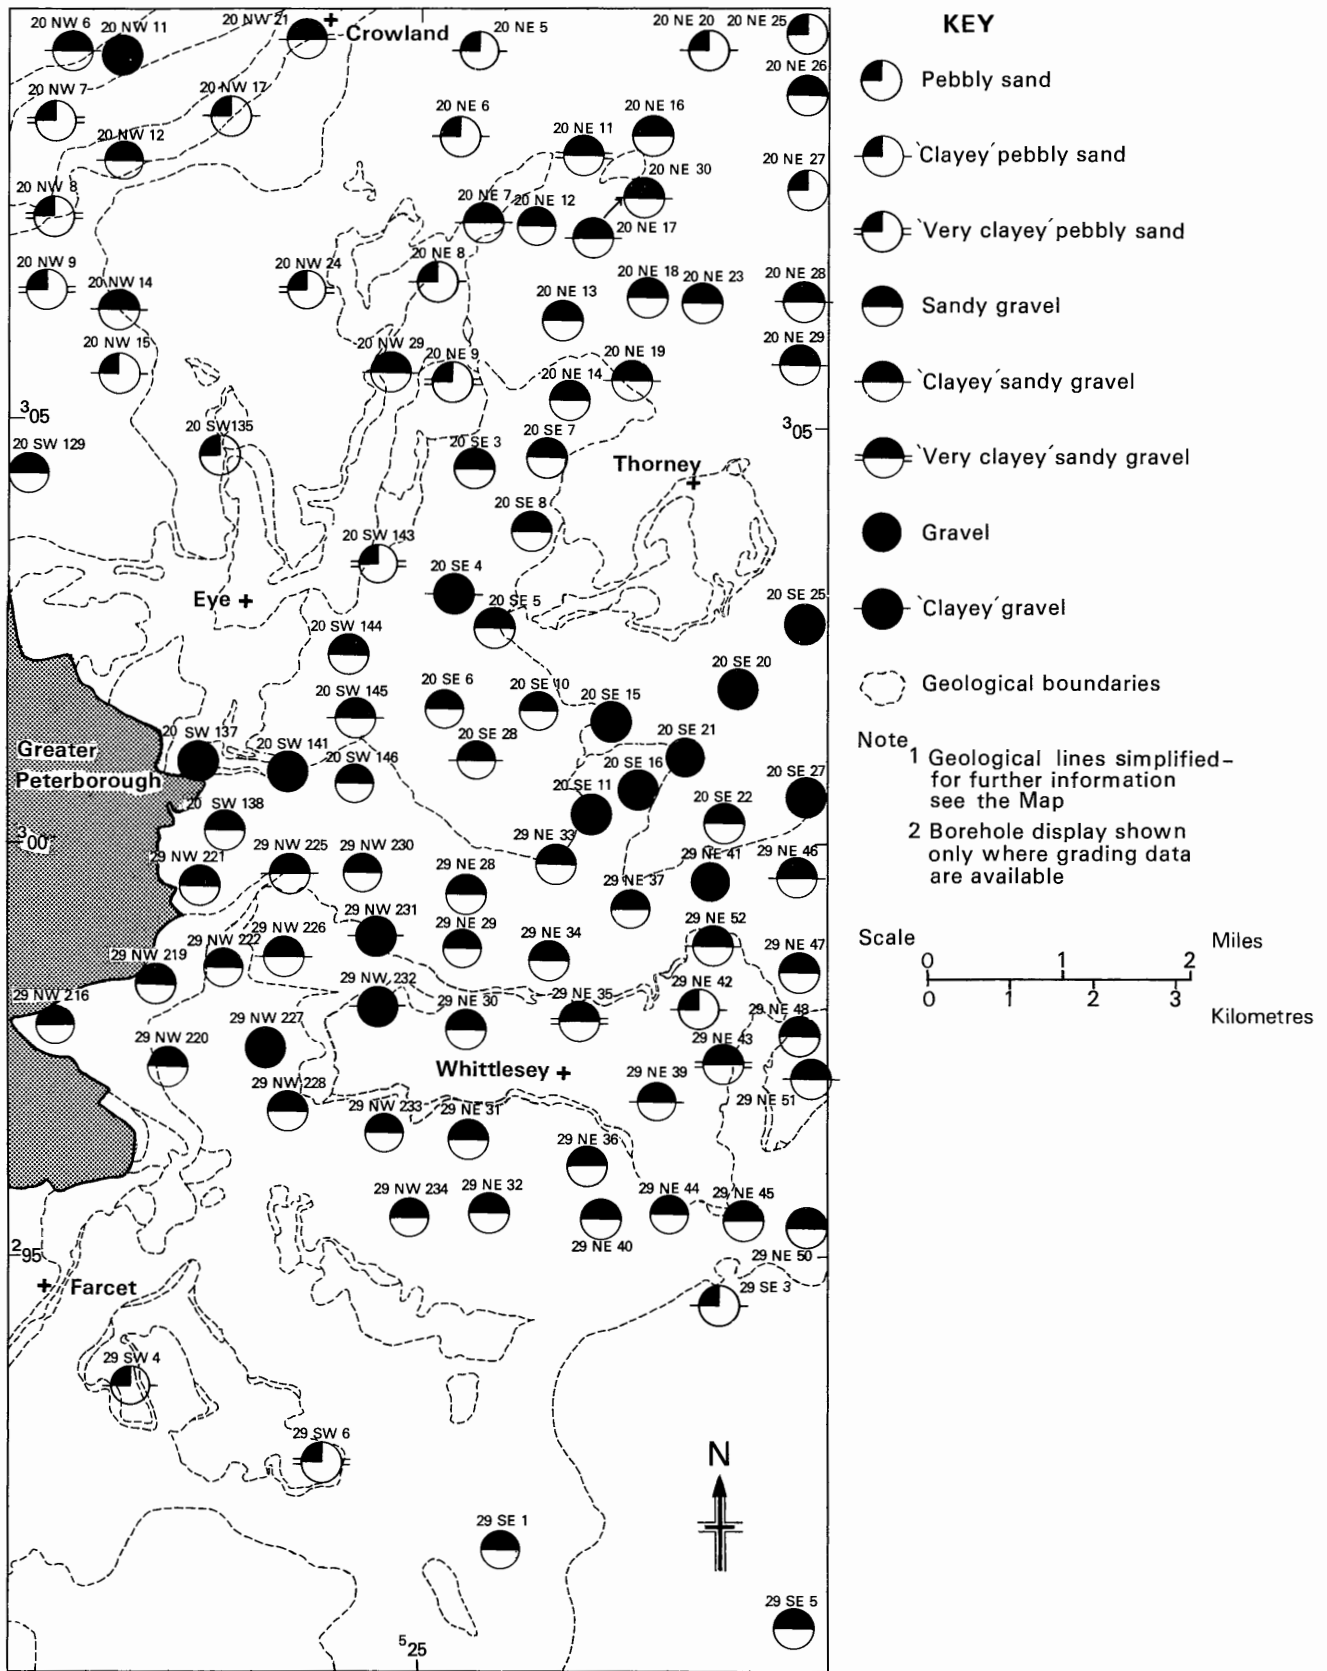 20 NW 6
20 NW 11
20 NW 21
Crowland
20 NE 5
20 NE 20
20 NE 25
20 NE 26
20 NW 7
20 NW 17
20 NE 6
20 NE 16
20 NW 12
20 NE 11
20 NE 27
20 NE 30
20 NW 8
20 NE 7
20 NE 12
20 NE 17
20 NW 9
20 NW 14
20 NW 24
20 NE 8
20 NE 13
20 NE 18
20 NE 23
20 NE 28
20 NW 15
20 NW 29
20 NE 9
20 NE 14
20 NE 19
20 NE 29
305
305
20 SW 129
20 SW135
20 SE 3
20 SE 7
Thorney
20 SE 8
20 SW 143
20 SE 4
Eye
20 SE 5
20 SE 25
20 SW 144
20 SW 145
20 SE 6
20 SE 10
20 SE 15
20 SE 20
Greater
Peterborough
20 SW 137
20 SW 141
20 SW 146
20 SE 28
20 SE 21
20 SE 16
20 SE 11
20 SE 27
20 SW 138
20 SE 22
300
29 NW 221
29 NW 225
29 NW 230
29 NE 28
29 NE 33
29 NE 41
29 NE 46
29 NE 37
29 NW 231
29 NW 226
29 NW 222
29 NE 29
29 NE 34
29 NE 52
29 NE 47
29 NW 219
29 NW 216
29 NW 232
29 NE 30
29 NE 35
29 NE 42
29 NE 48
29 NW 220
29 NW 227
29 NE 43
Whittlesey
29 NW 228
29 NE 39
29 NE 51
29 NW 233
29 NE 31
29 NE 36
29 NW 234
29 NE 32
29 NE 40
29 NE 44
29 NE 45
29 NE 50
295
Farcet
29 SE 3
29 SW 4
29 SW 6
N
29 SE 1
29 SE 5
525
KEY
Pebbly sand
'Clayey' pebbly sand
'Very clayey' pebbly sand
Sandy gravel
'Clayey' sandy gravel
'Very clayey' sandy gravel
Gravel
'Clayey' gravel
Geological boundaries
Note
1 Geological lines simplified–
for further information
see the Map
2 Borehole display shown
only where grading data
are available
Scale
0 1 2 Miles
0 1 2 3 Kilometres